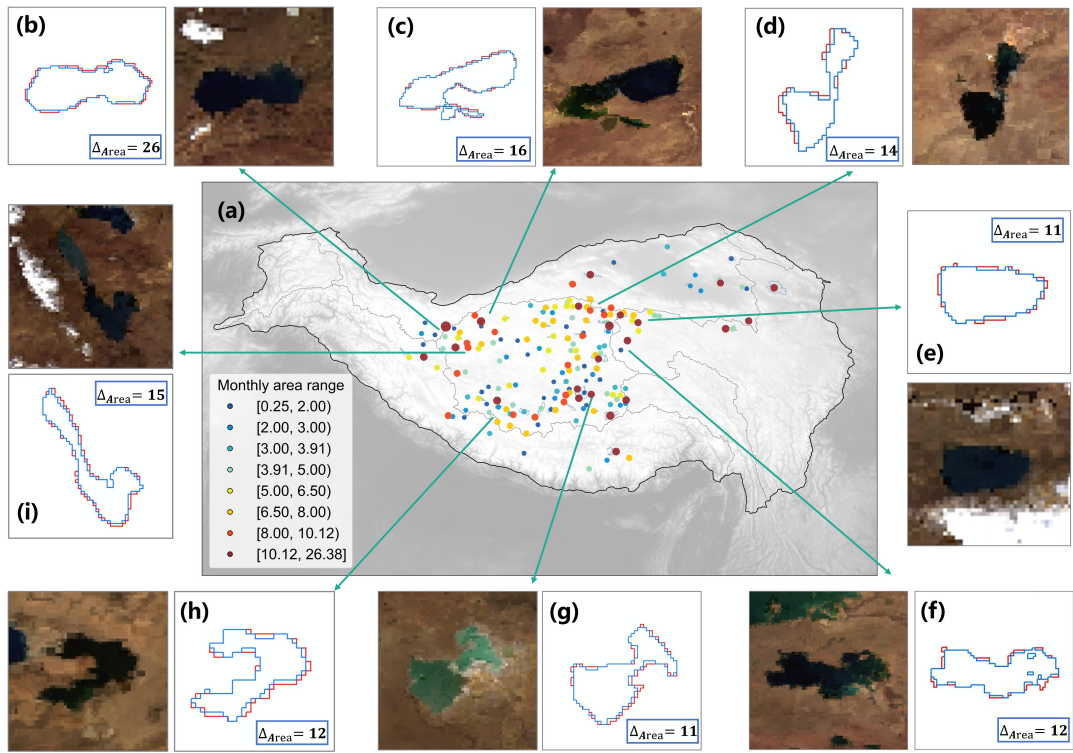 (b)
Δ_Area = 26
(c)
Δ_Area = 16
(d)
Δ_Area = 14
(a)
Δ_Area = 11
(e)
Δ_Area = 15
(i)
Monthly area range
[0.25, 2.00)
[2.00, 3.00)
[3.00, 3.91)
[3.91, 5.00)
[5.00, 6.50)
[6.50, 8.00)
[8.00, 10.12)
[10.12, 26.38]
(h)
Δ_Area = 12
(g)
Δ_Area = 11
(f)
Δ_Area = 12